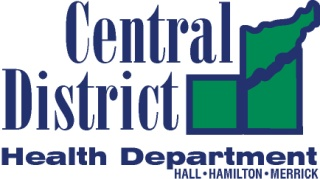 Central
District
Health Department
HALL • HAMILTON • MERRICK